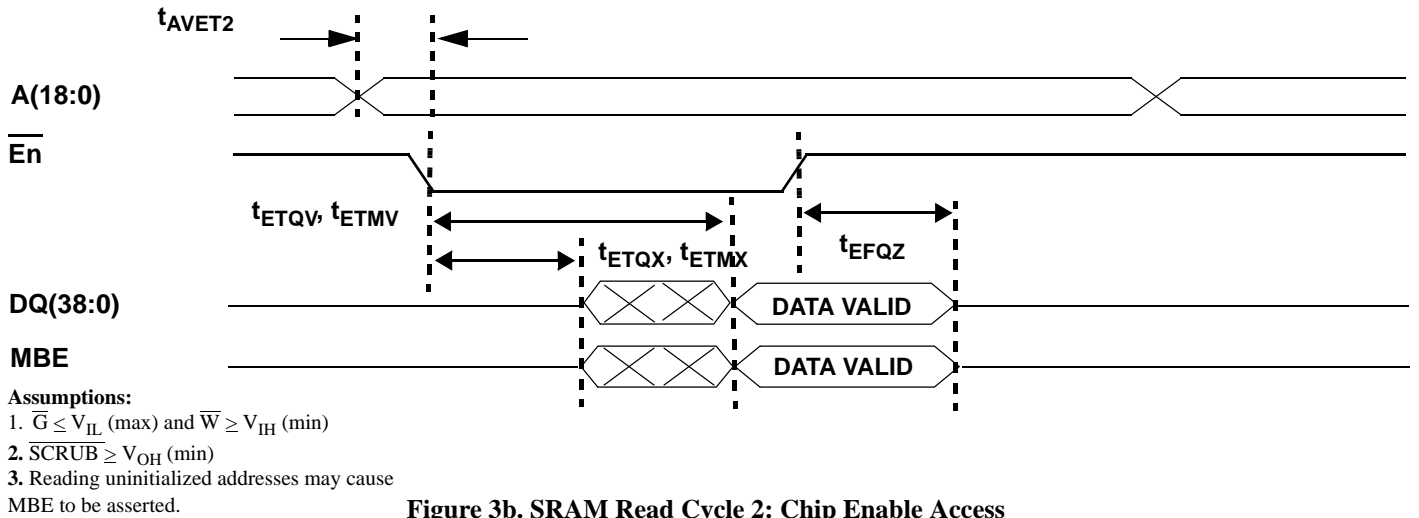 tAVET2
A(18:0)
En
tETQV, tETMV
tETQX, tETMX
tEFQZ
DQ(38:0)
DATA VALID
MBE
DATA VALID
Assumptions:
1. G ≤ VIL (max) and W ≥ VIH (min)
2. SCRUB ≥ VOH (min)
3. Reading uninitialized addresses may cause
MBE to be asserted.
Figure 3b. SRAM Read Cycle 2: Chip Enable Access